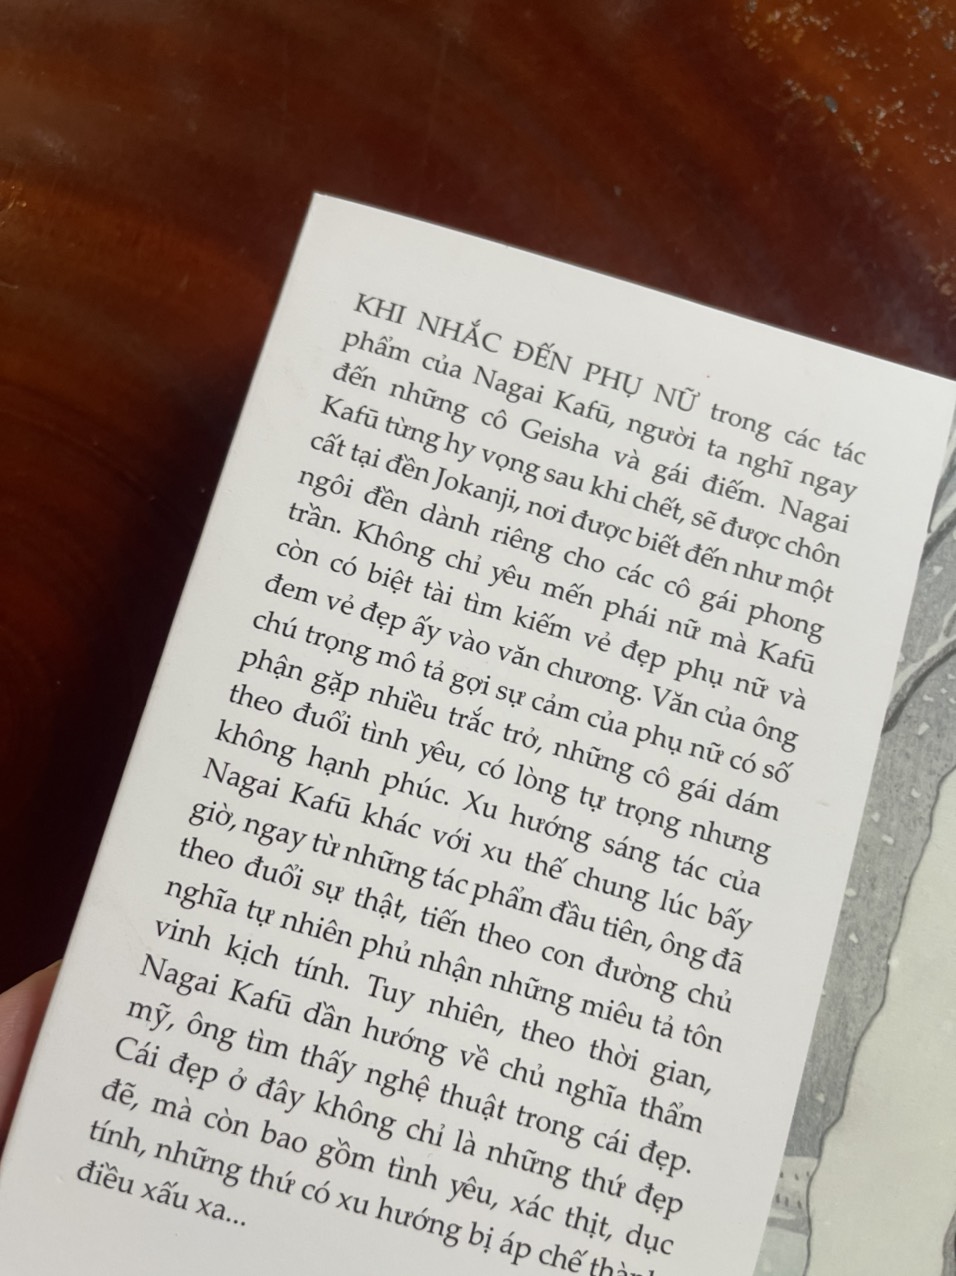 KHI NHẮC ĐẾN PHỤ NỮ trong các tác
phẩm của Nagai Kafū, người ta nghĩ ngay
đến những cô Geisha và gái điếm. Nagai
Kafū từng hy vọng sau khi chết, sẽ được chôn
cất tại đền Jokanji, nơi được biết đến như một
ngôi đền dành riêng cho các cô gái phong
trần. Không chỉ yêu mến phái nữ mà Kafū
còn có biệt tài tìm kiếm vẻ đẹp phụ nữ và
đem vẻ đẹp ấy vào văn chương. Văn của ông
chú trọng mô tả gợi sự cảm của phụ nữ có số
phận gặp nhiều trắc trở, những cô gái dám
theo đuổi tình yêu, có lòng tự trọng nhưng
không hạnh phúc. Xu hướng sáng tác của
Nagai Kafū khác với xu thế chung lúc bấy
giờ, ngay từ những tác phẩm đầu tiên, ông đã
theo đuổi sự thật, tiến theo con đường chủ
nghĩa tự nhiên phủ nhận những miêu tả tôn
vinh kịch tính. Tuy nhiên, theo thời gian,
Nagai Kafū dần hướng về chủ nghĩa thẩm
mỹ, ông tìm thấy nghệ thuật trong cái đẹp.
Cái đẹp ở đây không chỉ là những thứ đẹp
đẽ, mà còn bao gồm tình yêu, xác thịt, dục
tính, những thứ có xu hướng bị áp chế
điều xấu xa...